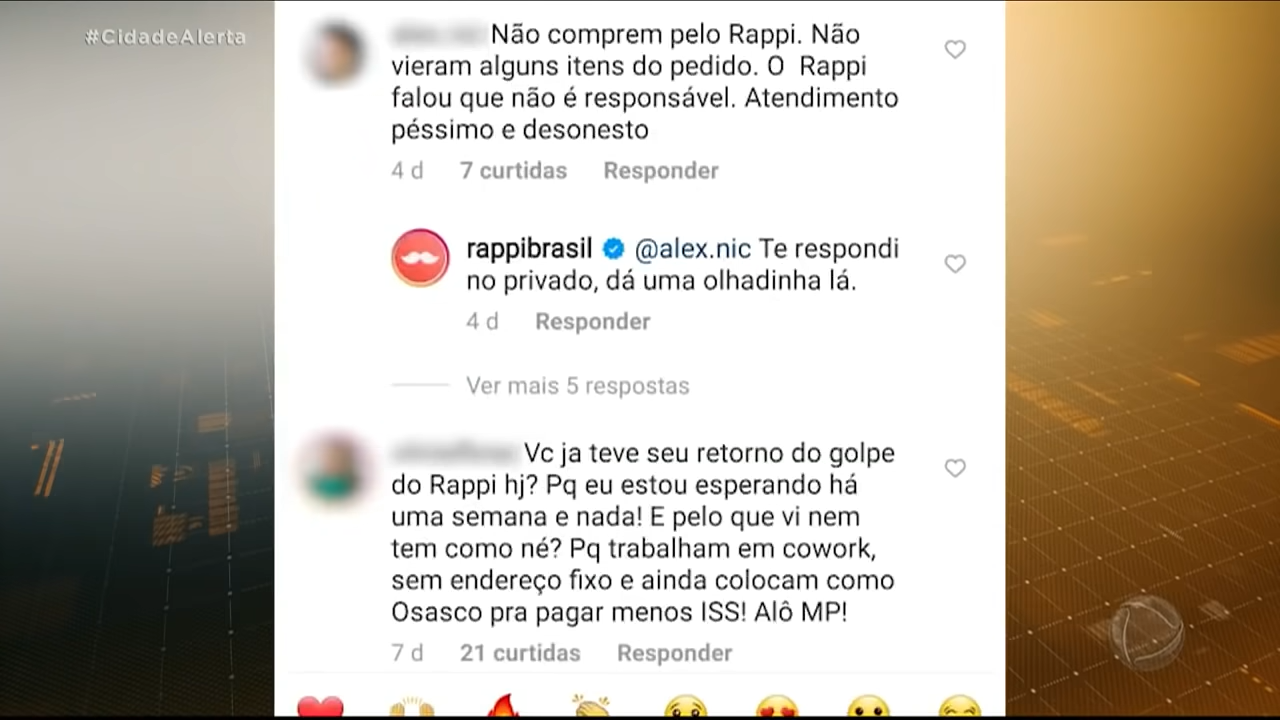 #CidadeAlerta
Não comprem pelo Rappi. Não
vieram alguns itens do pedido. O Rappi
falou que não é responsável. Atendimento
péssimo e desonesto
4 d 7 curtidas Responder
rappibrasil @alex.nic Te respondi
no privado, dá uma olhadinha lá.
4 d Responder
Ver mais 5 respostas
Vc ja teve seu retorno do golpe
do Rappi hj? Pq eu estou esperando há
uma semana e nada! E pelo que vi nem
tem como né? Pq trabalham em cowork,
sem endereço fixo e ainda colocam como
Osasco pra pagar menos ISS! Alô MP!
7 d 21 curtidas Responder